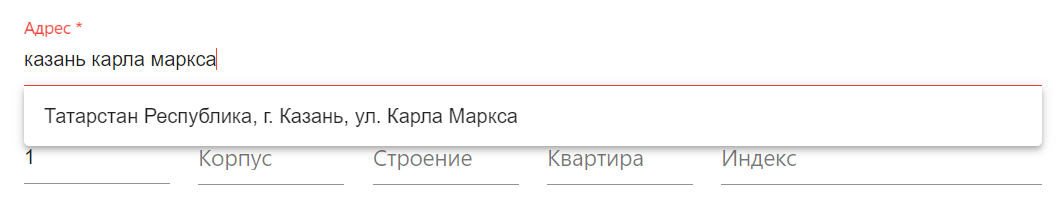 Адрес *
казань карла маркса
Татарстан Республика, г. Казань, ул. Карла Маркса
1 Корпус Строение Квартира Индекс